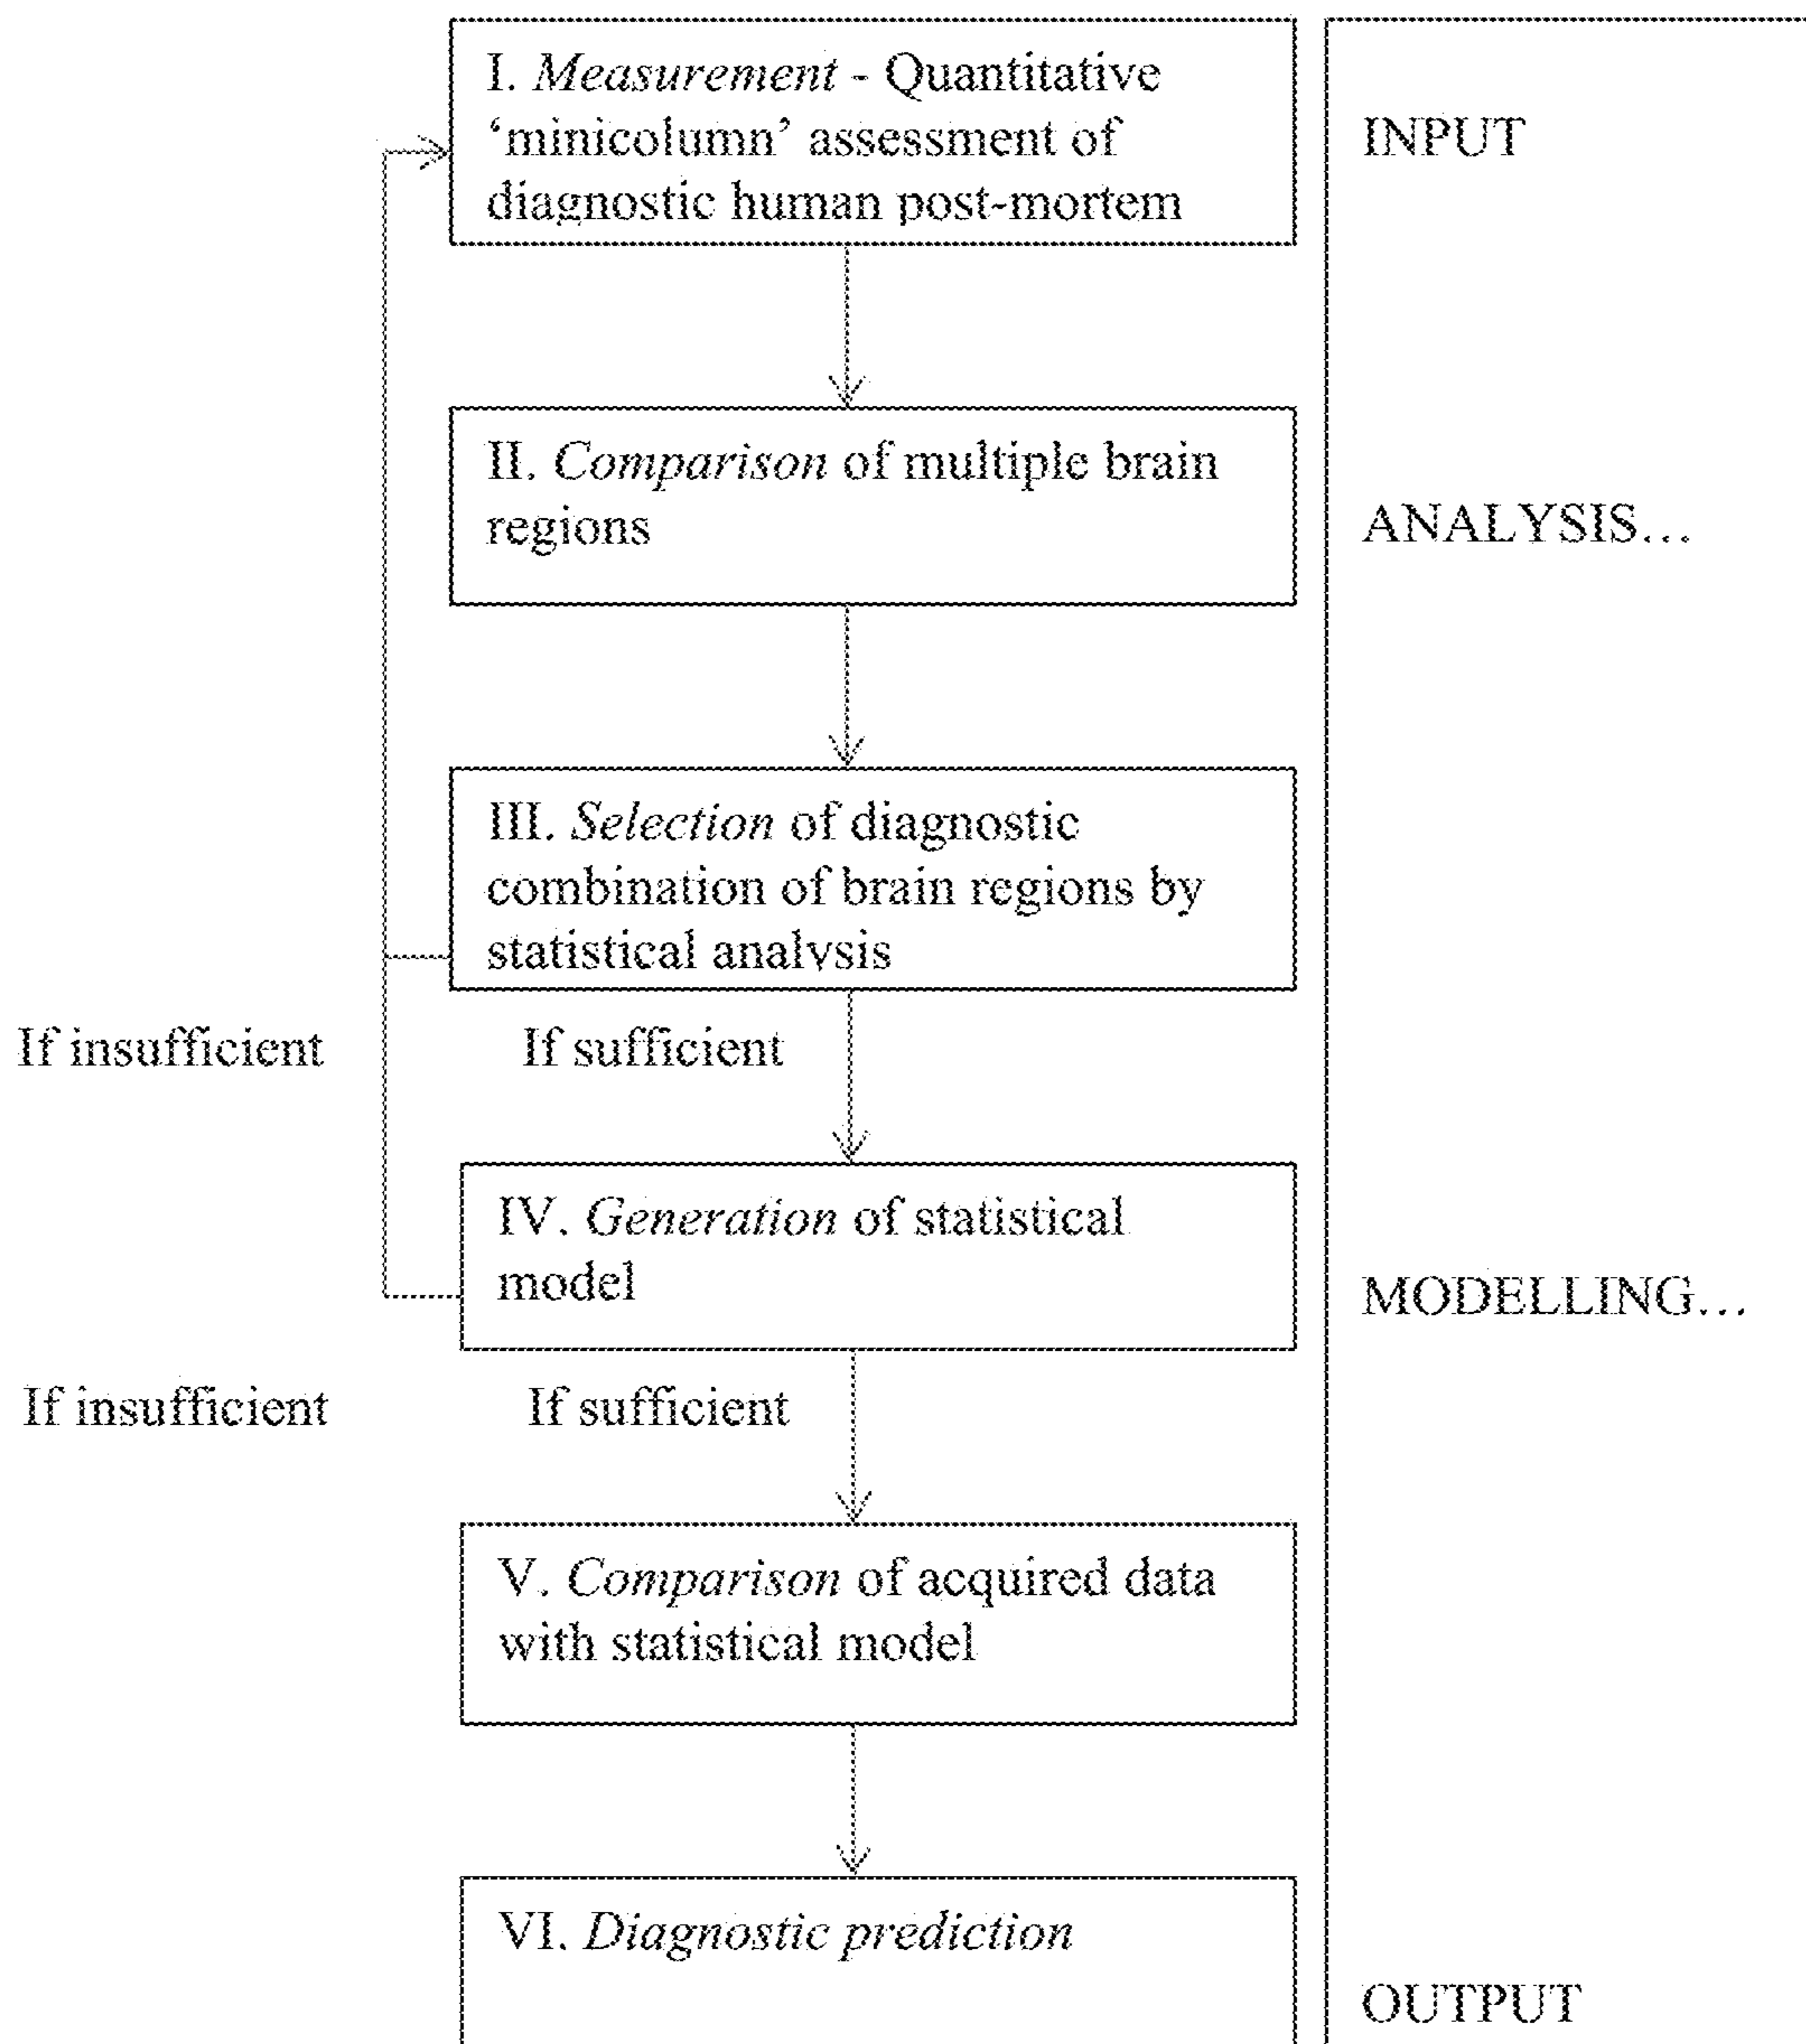 I. Measurement - Quantitative
‘minicolumn’ assessment of
diagnostic human post-mortem
INPUT
II. Comparison of multiple brain
regions
ANALYSIS…
III. Selection of diagnostic
combination of brain regions by
statistical analysis
If insufficient
If sufficient
IV. Generation of statistical
model
MODELLING…
If insufficient
If sufficient
V. Comparison of acquired data
with statistical model
VI. Diagnostic prediction
OUTPUT